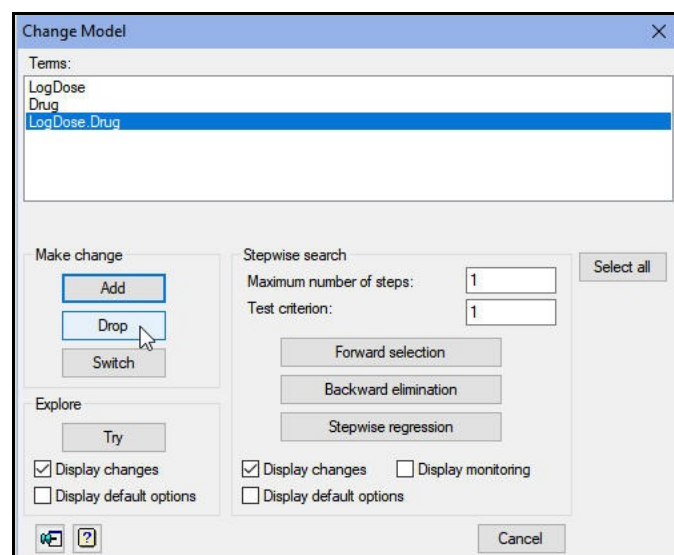 Change Model
Terms:
LogDose
Drug
LogDose.Drug
Make change
Add
Drop
Switch
Explore
Try
Display changes
Display default options
Stepwise search
Maximum number of steps: 1
Test criterion: 1
Forward selection
Backward elimination
Stepwise regression
Display changes Display monitoring
Display default options
Select all
?
Cancel